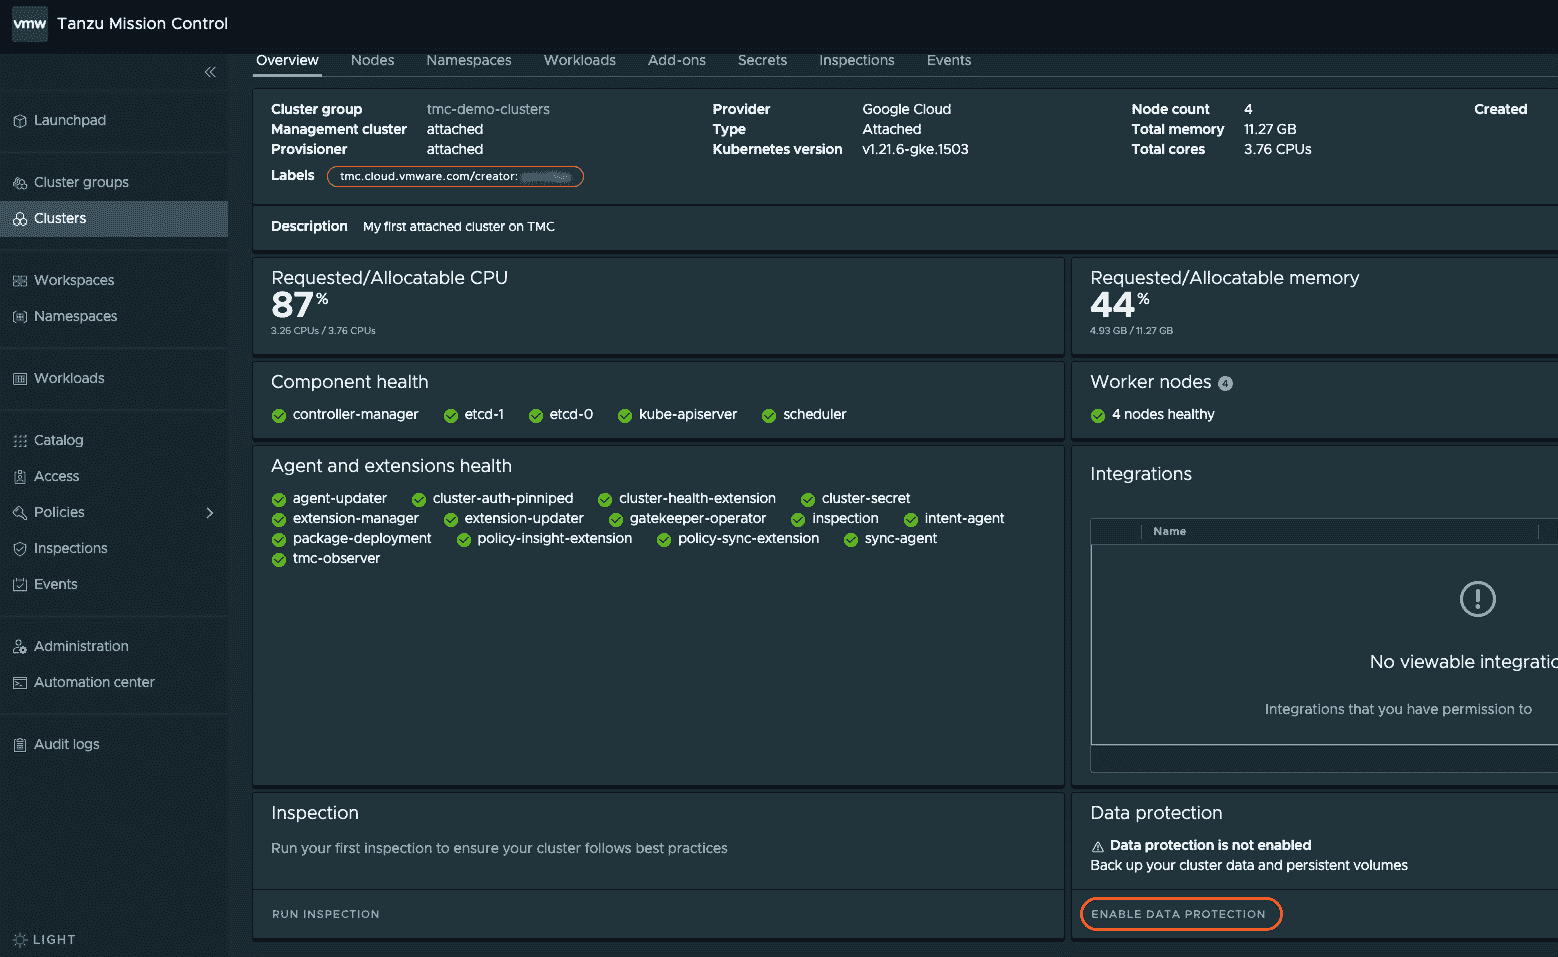 vmw Tanzu Mission Control
Overview Nodes Namespaces Workloads Add-ons Secrets Inspections Events
Launchpad
Cluster groups
Clusters
Workspaces
Namespaces
Workloads
Catalog
Access
Policies
Inspections
Events
Administration
Automation center
Audit logs
LIGHT
Cluster group tmc-demo-clusters
Management cluster attached
Provisioner attached
Labels tmc.cloud.vmware.com/creator:
Provider Google Cloud
Type Attached
Kubernetes version v1.21.6-gke.1503
Node count 4
Total memory 11.27 GB
Total cores 3.76 CPUs
Created
Description My first attached cluster on TMC
Requested/Allocatable CPU
87%
3.26 CPUs / 3.76 CPUs
Requested/Allocatable memory
44%
4.93 GB / 11.27 GB
Component health
controller-manager etcd-1 etcd-0 kube-apiserver scheduler
Worker nodes 4
4 nodes healthy
Agent and extensions health
agent-updater cluster-auth-pinniped cluster-health-extension cluster-secret
extension-manager extension-updater gatekeeper-operator inspection intent-agent
package-deployment policy-insight-extension policy-sync-extension sync-agent
tmc-observer
Integrations
Name
No viewable integratio
Integrations that you have permission to
Inspection
Run your first inspection to ensure your cluster follows best practices
RUN INSPECTION
Data protection
Data protection is not enabled
Back up your cluster data and persistent volumes
ENABLE DATA PROTECTION